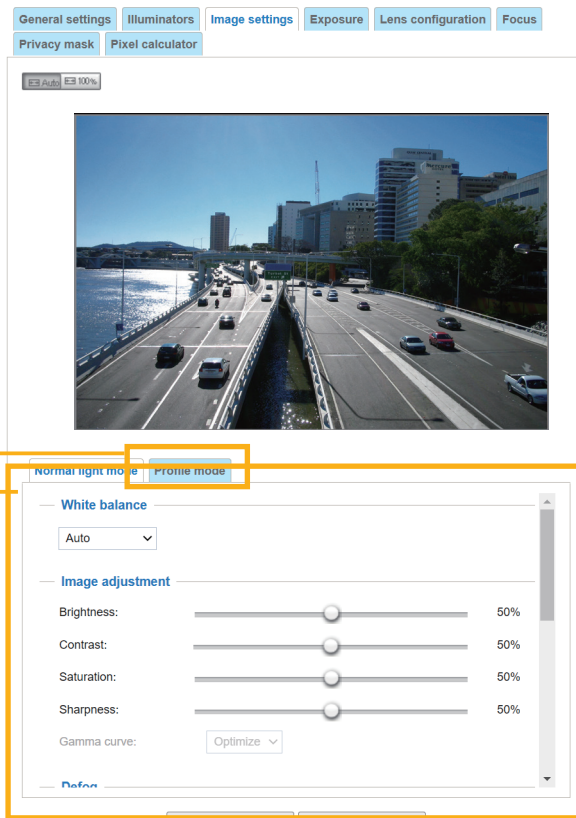 General settings Illuminators Image settings Exposure Lens configuration Focus
Privacy mask Pixel calculator
Auto 100%
Normal light mode Profile mode
White balance
Auto
Image adjustment
Brightness: 50%
Contrast: 50%
Saturation: 50%
Sharpness: 50%
Gamma curve: Optimize
Defog